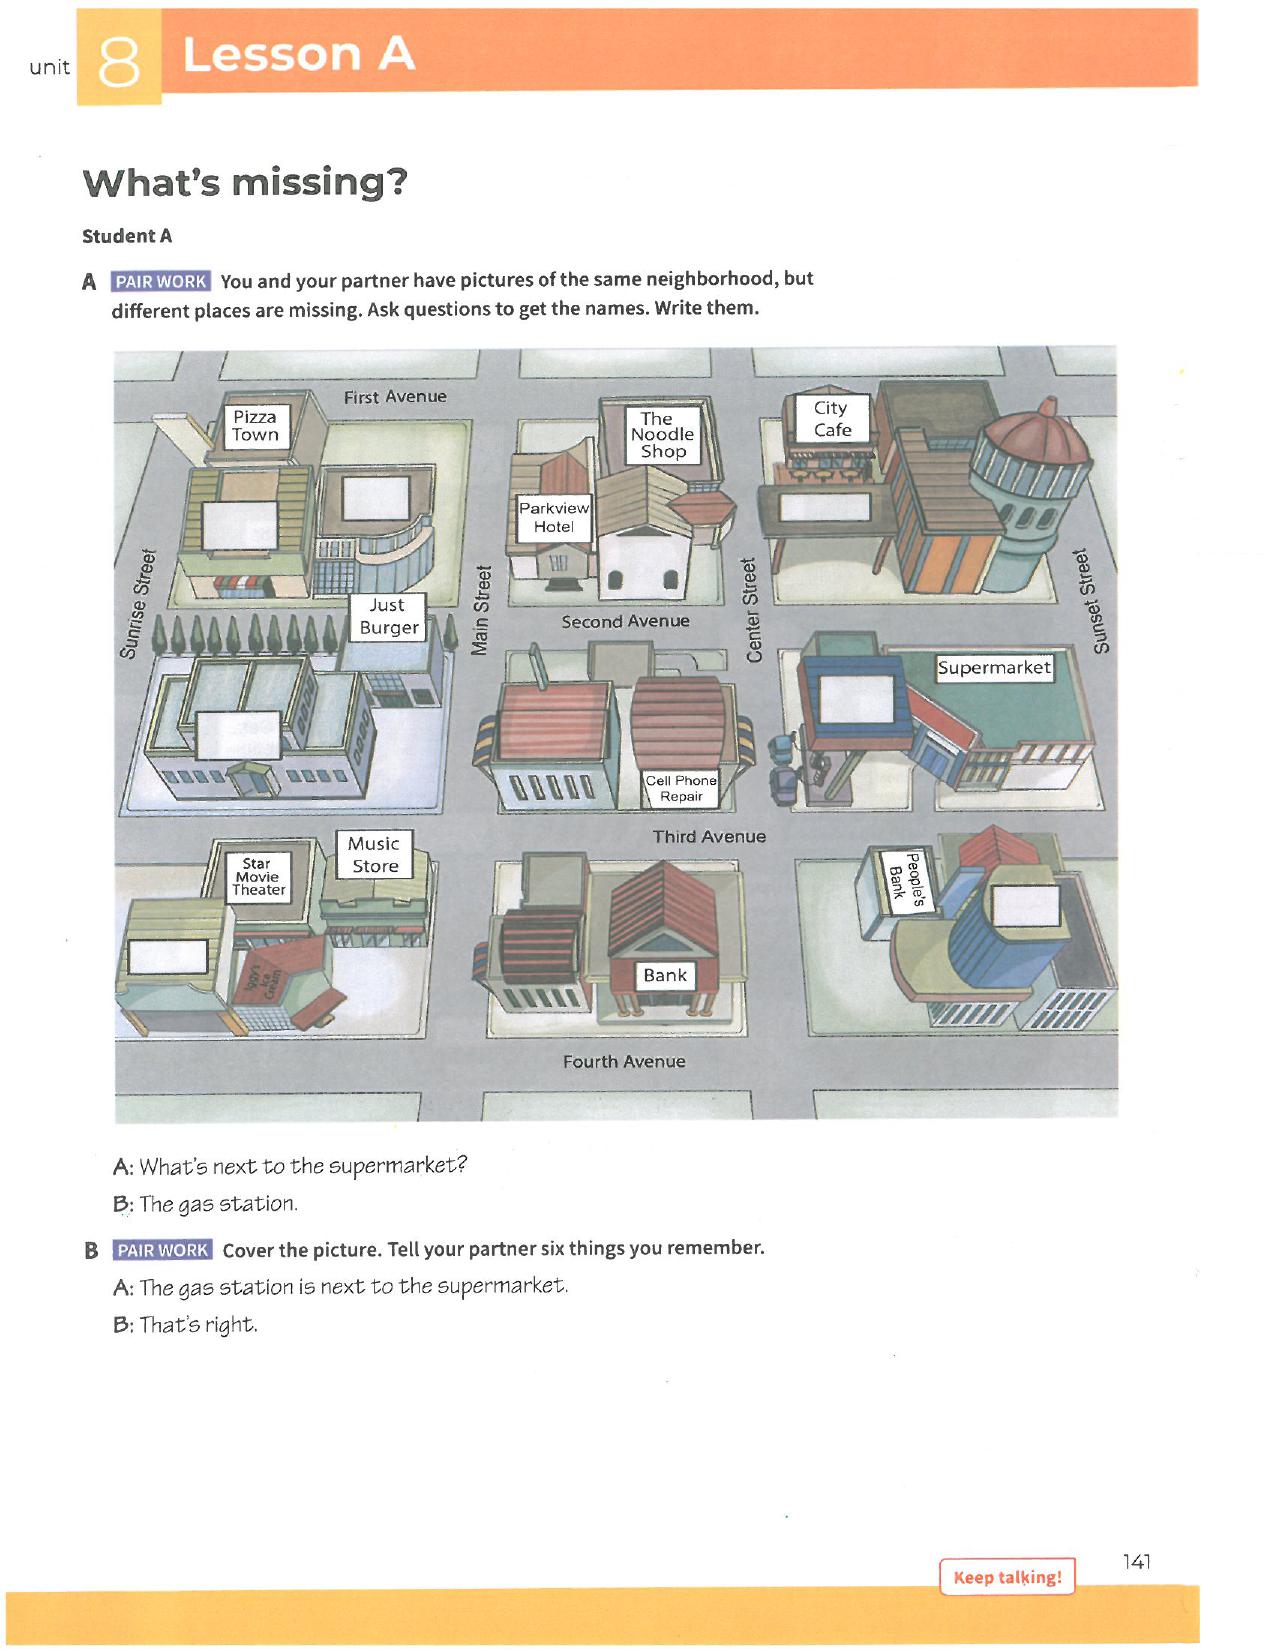 unit 8 Lesson A
What's missing?
Student A
A PAIR WORK You and your partner have pictures of the same neighborhood, but
different places are missing. Ask questions to get the names. Write them.
First Avenue
Pizza
Town
The
Noodle
Shop
City
Cafe
Parkview
Hotel
Sunrise Street
Main Street
Center Street
Sunset Street
Just
Burger
Second Avenue
Supermarket
Cell Phone
Repair
Third Avenue
Music
Store
Star
Movie
Theater
People's
Bank
Iggy's
Ice
Cream
Bank
Fourth Avenue
A: What's next to the supermarket?
B: The gas station.
B PAIR WORK Cover the picture. Tell your partner six things you remember.
A: The gas station is next to the supermarket.
B: That's right.
Keep talking!
141